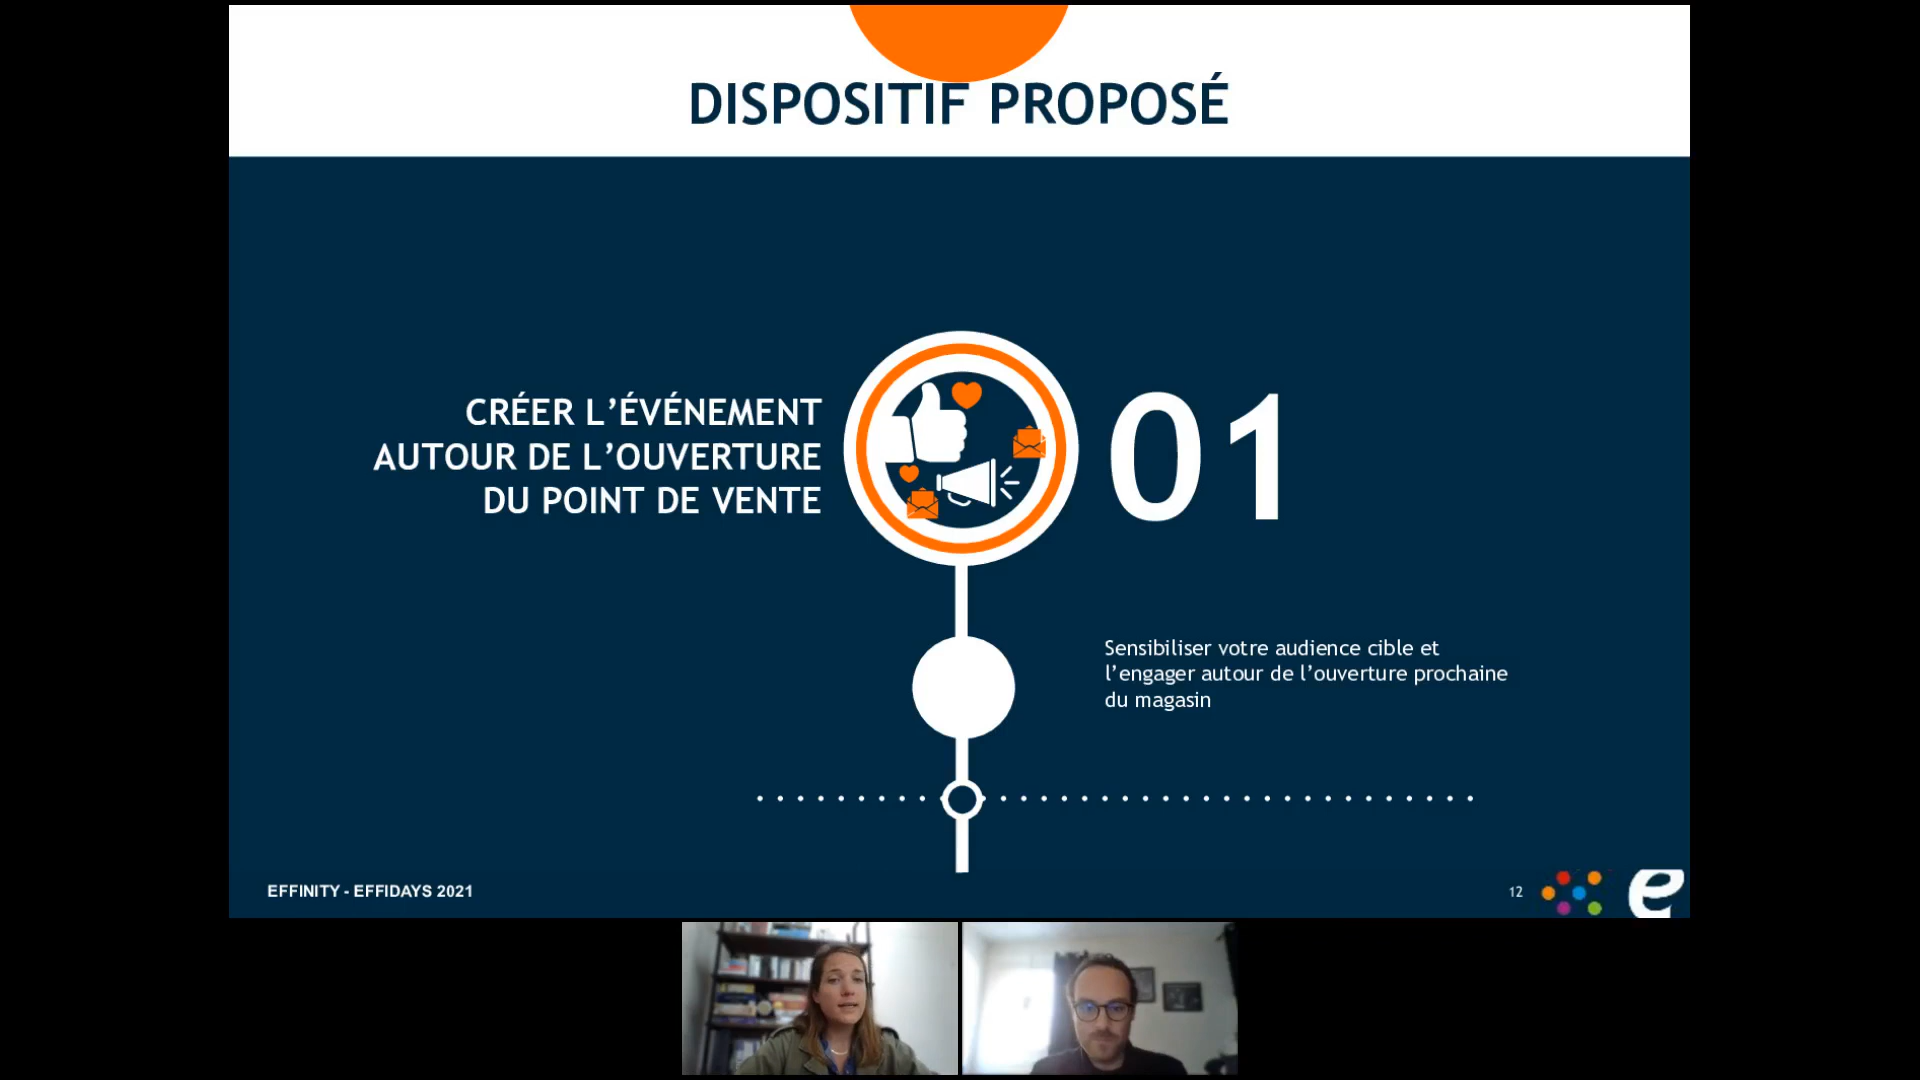 DISPOSITIF PROPOSÉ
CRÉER L’ÉVÉNEMENT
AUTOUR DE L’OUVERTURE
DU POINT DE VENTE
01
Sensibiliser votre audience cible et
l’engager autour de l’ouverture prochaine
du magasin
EFFINITY - EFFIDAYS 2021
12
e